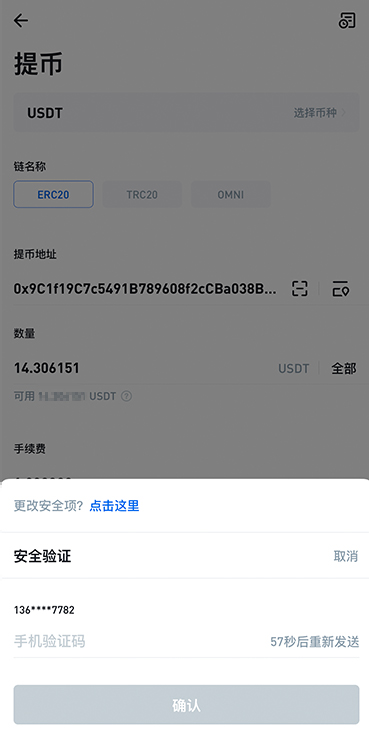 提币
USDT 选择币种
链名称
ERC20 TRC20 OMNI
提币地址
0x9C1f19C7c5491B789608f2cCBa038B...
数量
14.306151 USDT 全部
可用 USDT
手续费
更改安全项? 点击这里
安全验证 取消
136****7782
手机验证码 57秒后重新发送
确认